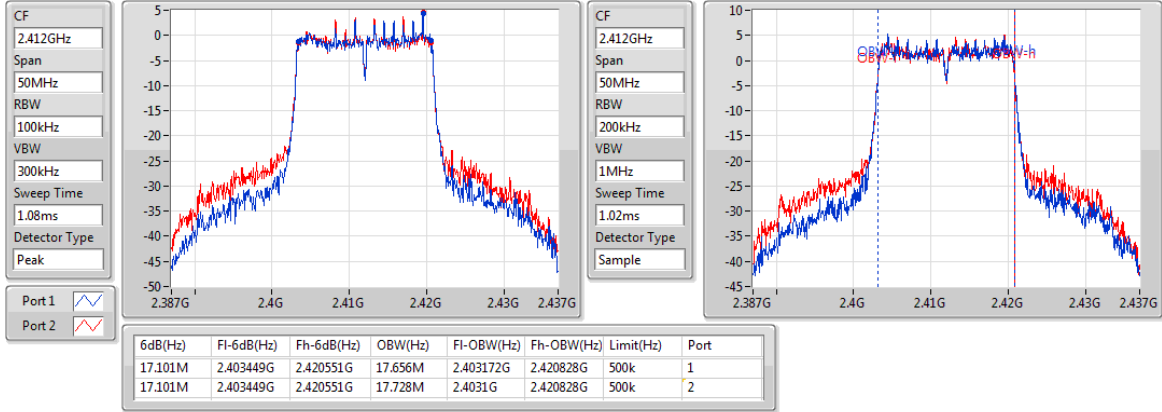 CF
2.412GHz
Span
50MHz
RBW
100kHz
VBW
300kHz
Sweep Time
1.08ms
Detector Type
Peak
Port 1
Port 2
5
0
-5
-10
-15
-20
-25
-30
-35
-40
-45
-50
2.387G 2.4G 2.41G 2.42G 2.43G 2.437G
CF
2.412GHz
Span
50MHz
RBW
200kHz
VBW
1MHz
Sweep Time
1.02ms
Detector Type
Sample
10
5
0
-5
-10
-15
-20
-25
-30
-35
-40
-45
2.387G 2.4G 2.41G 2.42G 2.43G 2.437G
6dB(Hz) Fl-6dB(Hz) Fh-6dB(Hz) OBW(Hz) Fl-OBW(Hz) Fh-OBW(Hz) Limit(Hz) Port
17.101M 2.403449G 2.420551G 17.656M 2.403172G 2.420828G 500k 1
17.101M 2.403449G 2.420551G 17.728M 2.4031G 2.420828G 500k 2